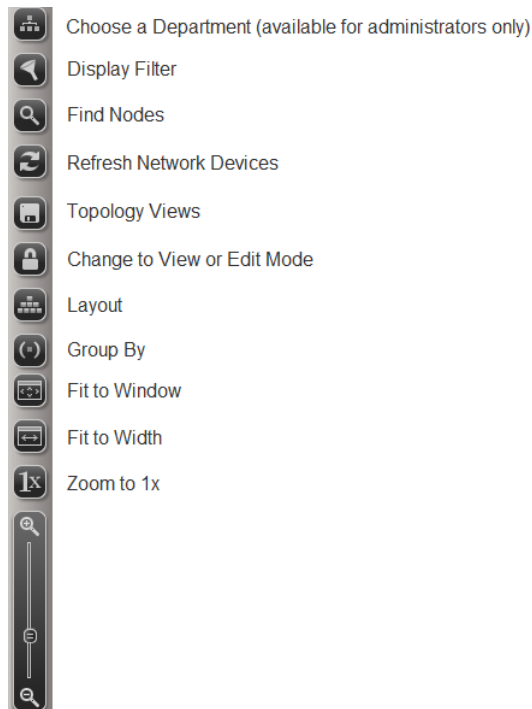 Choose a Department (available for administrators only)
Display Filter
Find Nodes
Refresh Network Devices
Topology Views
Change to View or Edit Mode
Layout
Group By
Fit to Window
Fit to Width
1x Zoom to 1x